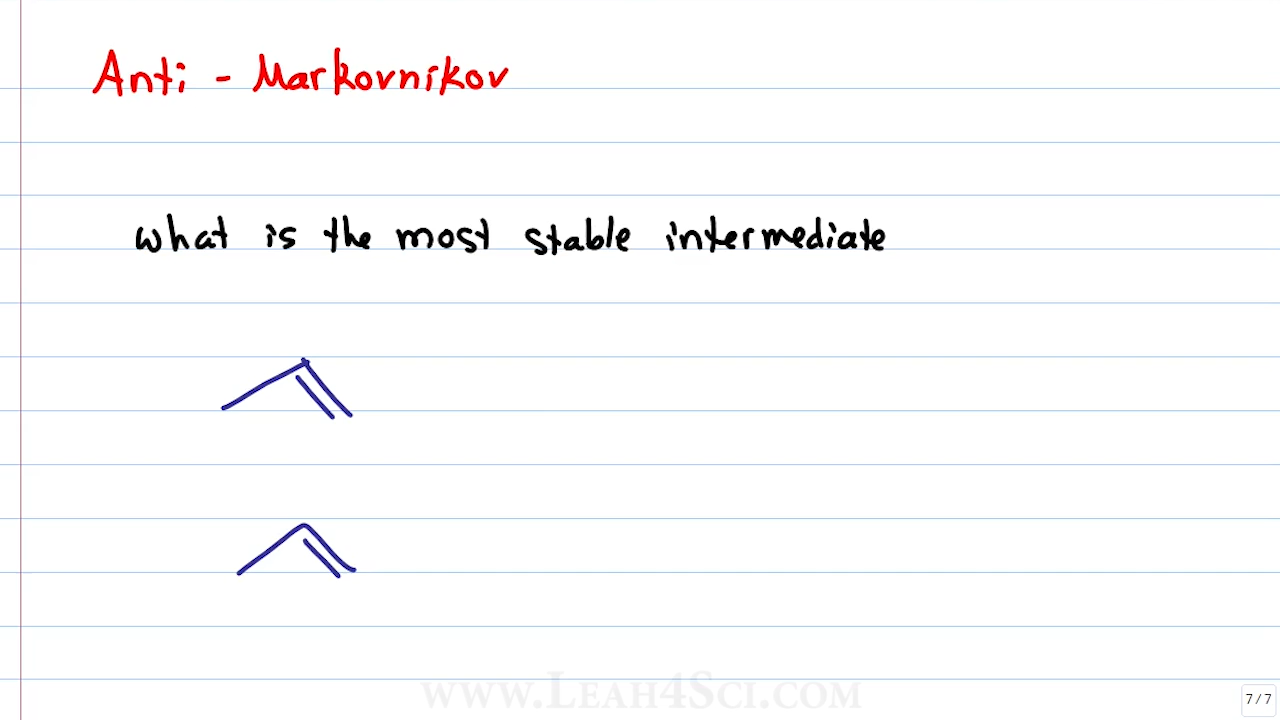 Anti - Markovnikov
what is the most stable intermediate
www.Leah4Sci.com
7/7